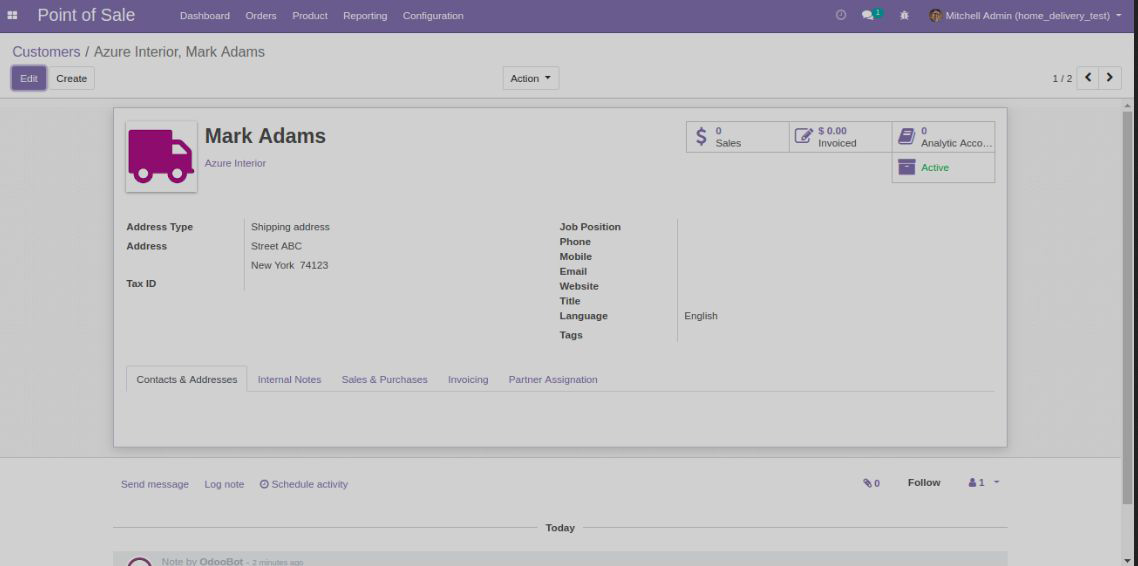 Point of Sale Dashboard Orders Product Reporting Configuration 1 Mitchell Admin (home_delivery_test)
Customers / Azure Interior, Mark Adams
Edit Create Action 1 / 2
Mark Adams
Azure Interior
0 Sales
$ 0.00 Invoiced
0 Analytic Acco...
Active
Address Type Shipping address
Address Street ABC
New York 74123
Tax ID
Job Position
Phone
Mobile
Email
Website
Title
Language English
Tags
Contacts & Addresses Internal Notes Sales & Purchases Invoicing Partner Assignation
Send message Log note Schedule activity 0 Follow 1
Today
Note by OdooBot - 2 minutes ago